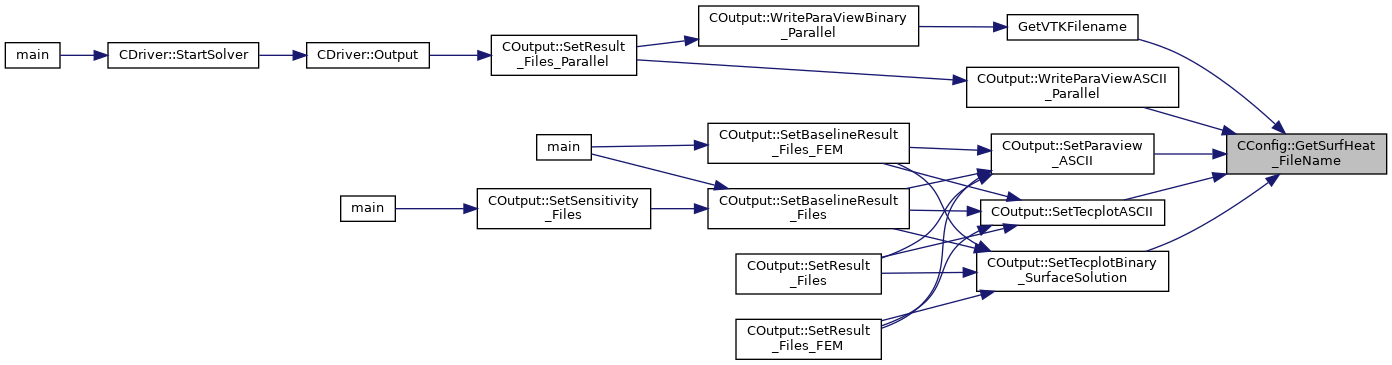 COutput::WriteParaViewBinary
_Parallel
GetVTKFilename
main
CDriver::StartSolver
CDriver::Output
COutput::SetResult
_Files_Parallel
COutput::WriteParaViewASCII
_Parallel
main
COutput::SetBaselineResult
_Files_FEM
COutput::SetParaview
_ASCII
CConfig::GetSurfHeat
_FileName
main
COutput::SetSensitivity
_Files
COutput::SetBaselineResult
_Files
COutput::SetTecplotASCII
COutput::SetResult
_Files
COutput::SetTecplotBinary
_SurfaceSolution
COutput::SetResult
_Files_FEM